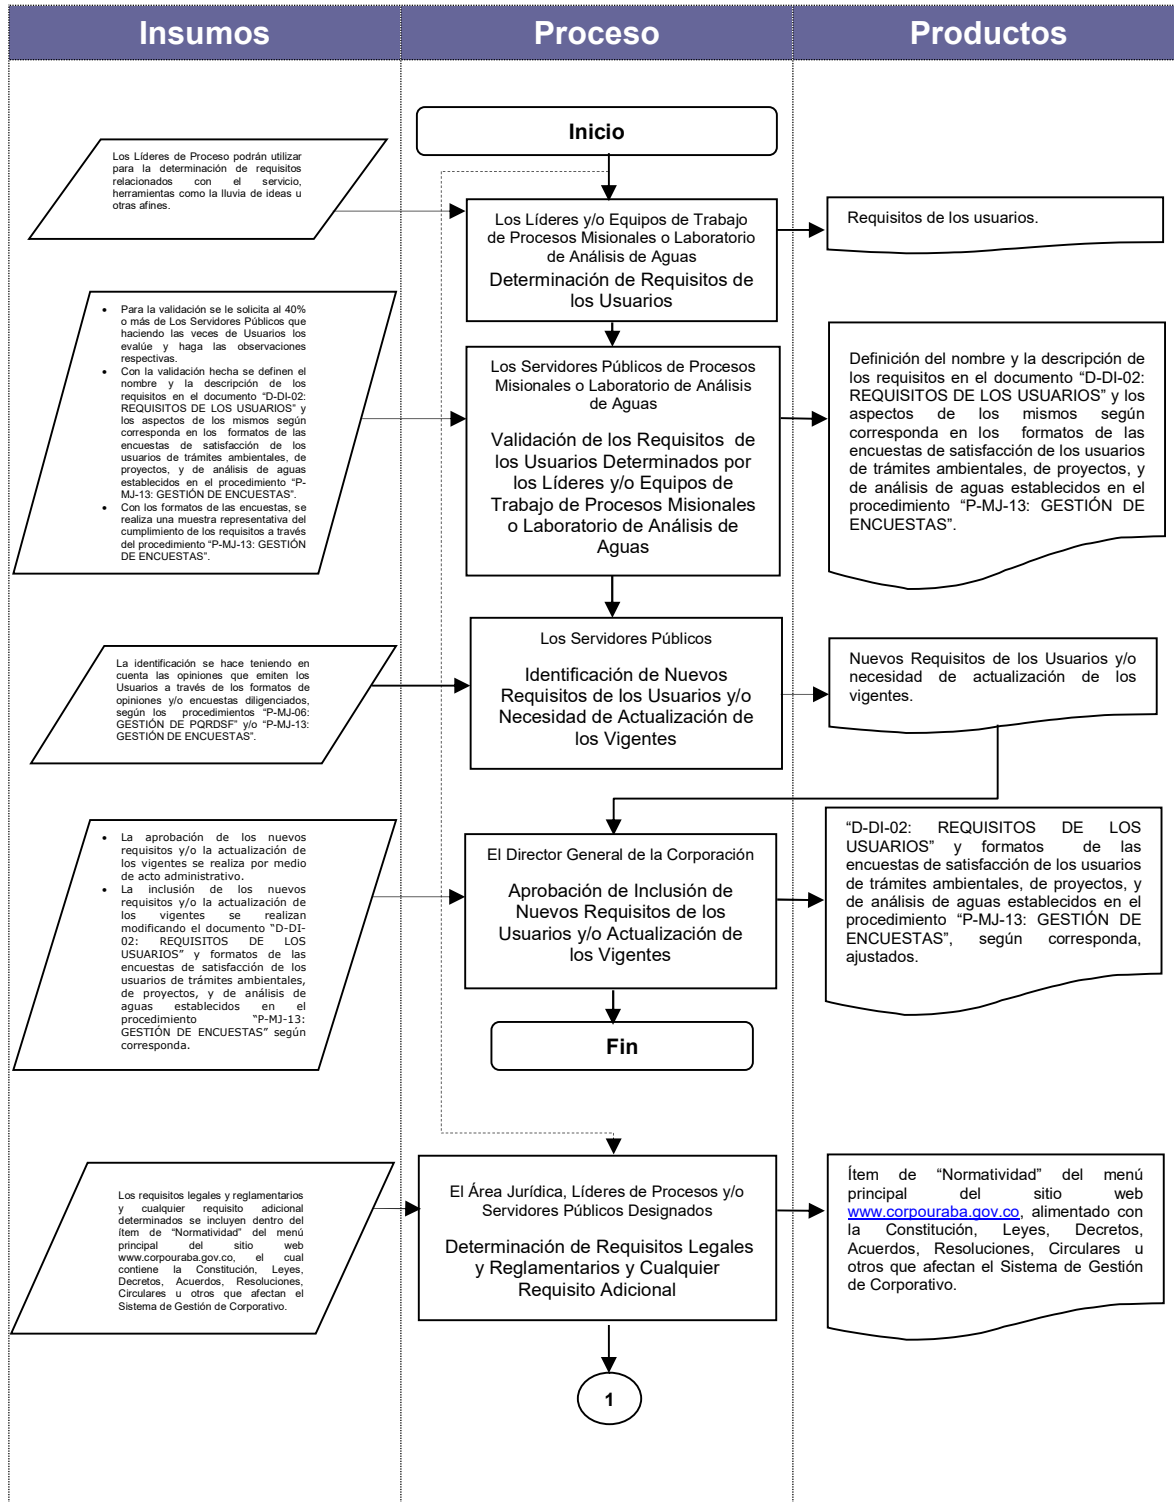 Insumos
Proceso
Productos
Inicio
Los Líderes de Proceso podrán utilizar
para la determinación de requisitos
relacionados con el servicio,
herramientas como la lluvia de ideas u
otras afines.
Los Líderes y/o Equipos de Trabajo
de Procesos Misionales o Laboratorio
de Análisis de Aguas
Determinación de Requisitos de
los Usuarios
Requisitos de los usuarios.
• Para la validación se le solicita al 40%
o más de Los Servidores Públicos que
haciendo las veces de Usuarios los
evalúe y haga las observaciones
respectivas.
• Con la validación hecha se definen el
nombre y la descripción de los
requisitos en el documento “D-DI-02:
REQUISITOS DE LOS USUARIOS” y
los aspectos de los mismos según
corresponda en los formatos de las
encuestas de satisfacción de los
usuarios de trámites ambientales, de
proyectos, y de análisis de aguas
establecidos en el procedimiento “P-
MJ-13: GESTIÓN DE ENCUESTAS”.
• Con los formatos de las encuestas, se
realiza una muestra representativa del
cumplimiento de los requisitos a través
del procedimiento “P-MJ-13: GESTIÓN
DE ENCUESTAS”.
Los Servidores Públicos de Procesos
Misionales o Laboratorio de Análisis
de Aguas
Validación de los Requisitos de
los Usuarios Determinados por
los Líderes y/o Equipos de
Trabajo de Procesos Misionales
o Laboratorio de Análisis de
Aguas
Definición del nombre y la descripción de
los requisitos en el documento “D-DI-02:
REQUISITOS DE LOS USUARIOS” y los
aspectos de los mismos según
corresponda en los formatos de las
encuestas de satisfacción de los usuarios
de trámites ambientales, de proyectos, y
de análisis de aguas establecidos en el
procedimiento “P-MJ-13: GESTIÓN DE
ENCUESTAS”.
La identificación se hace teniendo en
cuenta las opiniones que emiten los
Usuarios a través de los formatos de
opiniones y/o encuestas diligenciados,
según los procedimientos “P-MJ-06:
GESTIÓN DE PQRDSF” y/o “P-MJ-13:
GESTIÓN DE ENCUESTAS”.
Los Servidores Públicos
Identificación de Nuevos
Requisitos de los Usuarios y/o
Necesidad de Actualización de
los Vigentes
Nuevos Requisitos de los Usuarios y/o
necesidad de actualización de los
vigentes.
• La aprobación de los nuevos
requisitos y/o la actualización de
los vigentes se realiza por medio
de acto administrativo.
• La inclusión de los nuevos
requisitos y/o la actualización de
los vigentes se realizan
modificando el documento “D-DI-
02: REQUISITOS DE LOS
USUARIOS” y formatos de las
encuestas de satisfacción de los
usuarios de trámites ambientales,
de proyectos, y de análisis de
aguas establecidos en el
procedimiento “P-MJ-13:
GESTIÓN DE ENCUESTAS” según
corresponda.
El Director General de la Corporación
Aprobación de Inclusión de
Nuevos Requisitos de los
Usuarios y/o Actualización de
los Vigentes
“D-DI-02: REQUISITOS DE LOS
USUARIOS” y formatos de las
encuestas de satisfacción de los usuarios
de trámites ambientales, de proyectos, y
de análisis de aguas establecidos en el
procedimiento “P-MJ-13: GESTIÓN DE
ENCUESTAS”, según corresponda,
ajustados.
Fin
Los requisitos legales y reglamentarios
y cualquier requisito adicional
determinados se incluyen dentro del
ítem de “Normatividad” del menú
principal del sitio web
www.corpouraba.gov.co, el cual
contiene la Constitución, Leyes,
Decretos, Acuerdos, Resoluciones,
Circulares u otros que afectan el
Sistema de Gestión de Corporativo.
El Área Jurídica, Líderes de Procesos y/o
Servidores Públicos Designados
Determinación de Requisitos Legales
y Reglamentarios y Cualquier
Requisito Adicional
Ítem de “Normatividad” del menú
principal del sitio web
www.corpouraba.gov.co, alimentado con
la Constitución, Leyes, Decretos,
Acuerdos, Resoluciones, Circulares u
otros que afectan el Sistema de Gestión
de Corporativo.
1